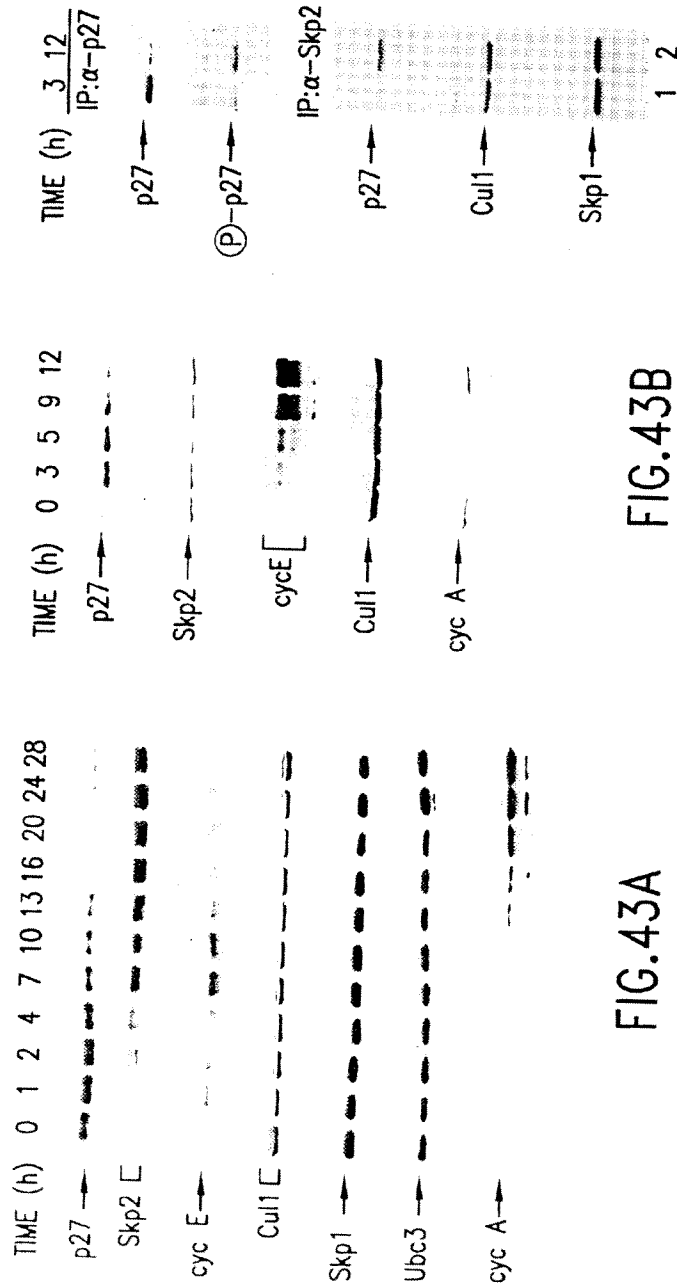 TIME (h) 0 1 2 4 7 10 13 16 20 24 28
p27
Skp2
cyc E
Cul1
Skp1
Ubc3
cyc A
FIG.43A
TIME (h) 0 3 5 9 12
p27
Skp2
cycE
Cul1
cyc A
FIG.43B
TIME (h) 3 12
IP:α-p27
p27
P-p27
IP:α-Skp2
p27
Cul1
Skp1
1 2